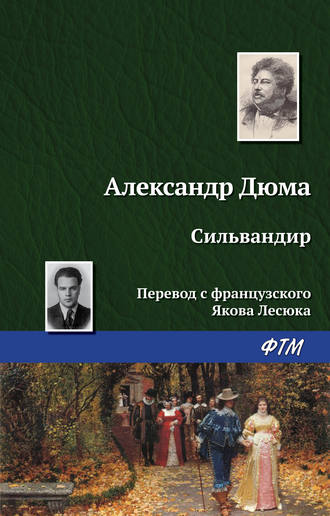 Александр Дюма
Сильвандир
Перевод с французского
Якова Лесюка
ФТМ